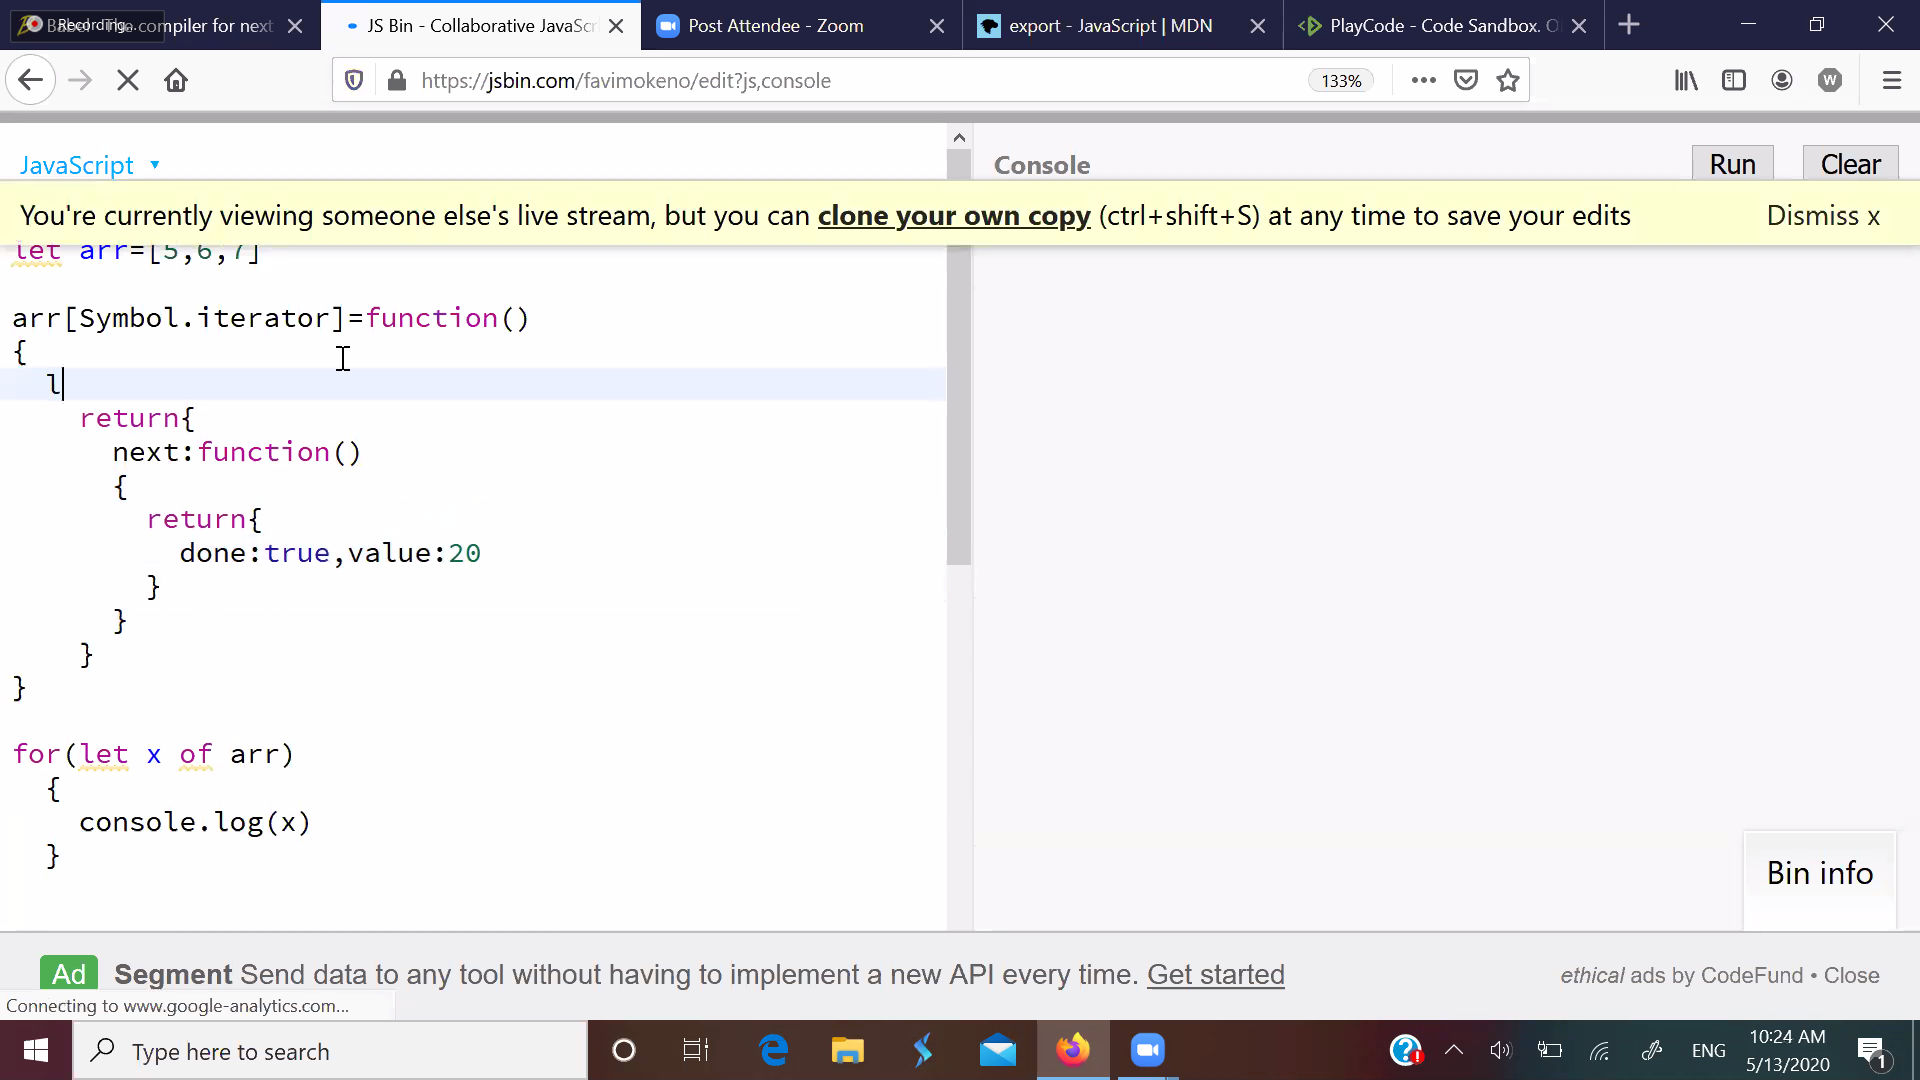 Recording...
Babel · The compiler for next
JS Bin - Collaborative JavaScri
Post Attendee - Zoom
export - JavaScript | MDN
PlayCode - Code Sandbox. O
https://jsbin.com/favimokeno/edit?js,console
133%
W
JavaScript
Console
Run
Clear
You're currently viewing someone else's live stream, but you can clone your own copy (ctrl+shift+S) at any time to save your edits
Dismiss x
let arr=[5,6,7]
arr[Symbol.iterator]=function()
{
l
return{
next:function()
{
return{
done:true,value:20
}
}
}
}
for(let x of arr)
{
console.log(x)
}
Bin info
Ad
Segment Send data to any tool without having to implement a new API every time. Get started
ethical ads by CodeFund • Close
Connecting to www.google-analytics.com...
Type here to search
ENG
10:24 AM
5/13/2020
1